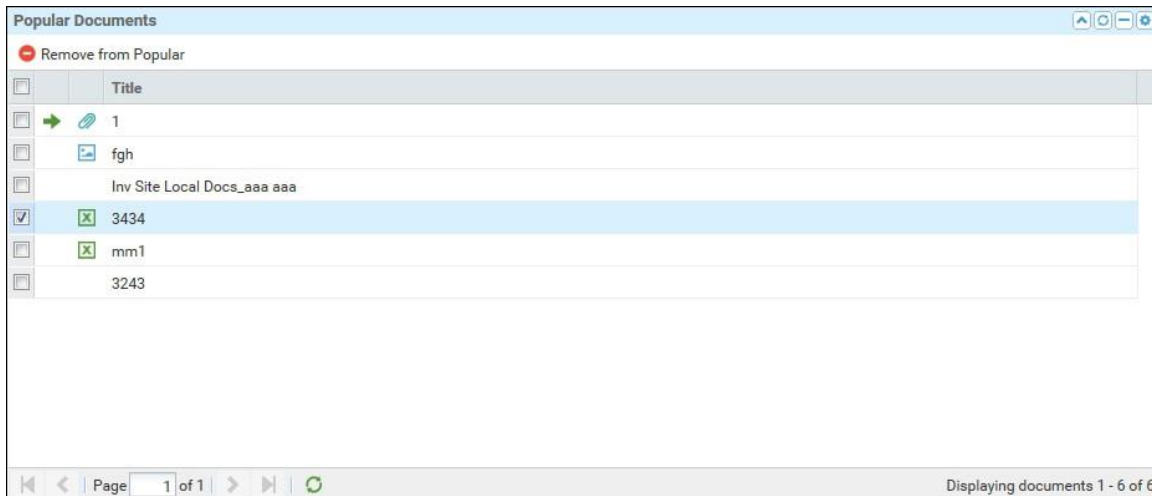 Popular Documents
Remove from Popular
Title
1
fgh
Inv Site Local Docs_aaa aaa
3434
mm1
3243
Page 1 of 1 Displaying documents 1 - 6 of 6